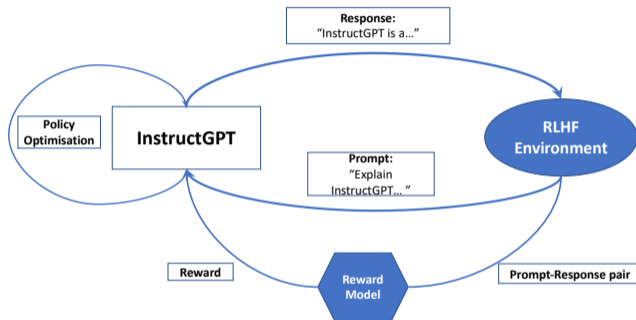 Response:
“InstructGPT is a…”
Policy
Optimisation
InstructGPT
RLHF
Environment
Prompt:
“Explain
InstructGPT… ”
Reward
Reward
Model
Prompt-Response pair